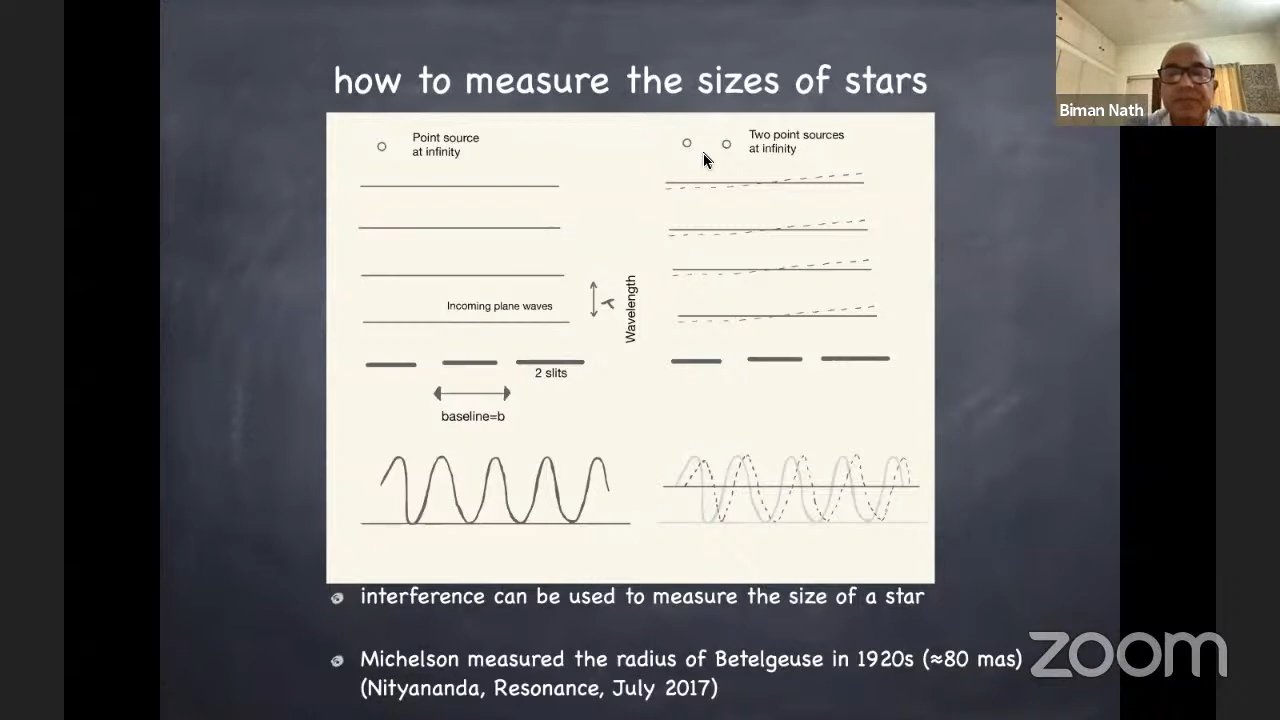 how to measure the sizes of stars
Biman Nath
Point source
at infinity
Two point sources
at infinity
Incoming plane waves
λ
Wavelength
2 slits
baseline=b
interference can be used to measure the size of a star
Michelson measured the radius of Betelgeuse in 1920s (≈80 mas)
(Nityananda, Resonance, July 2017)
zoom